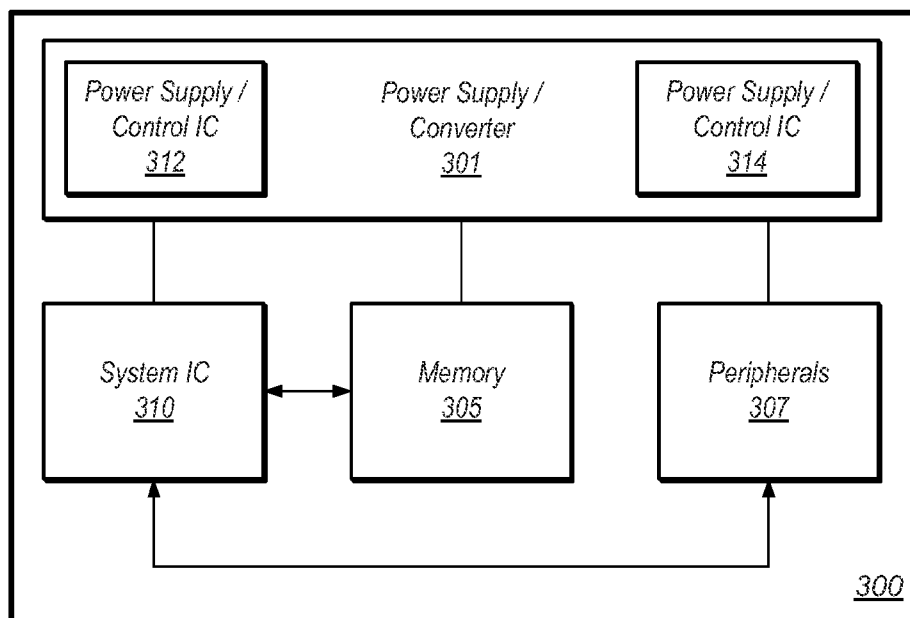 Power Supply /
Control IC
312
Power Supply /
Converter
301
Power Supply /
Control IC
314
System IC
310
Memory
305
Peripherals
307
300